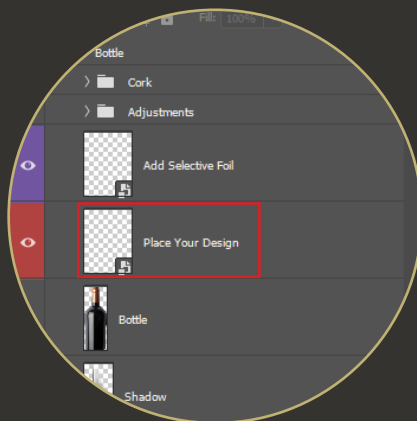 Fill: 100%
Bottle
Cork
Adjustments
Add Selective Foil
Place Your Design
Bottle
Shadow